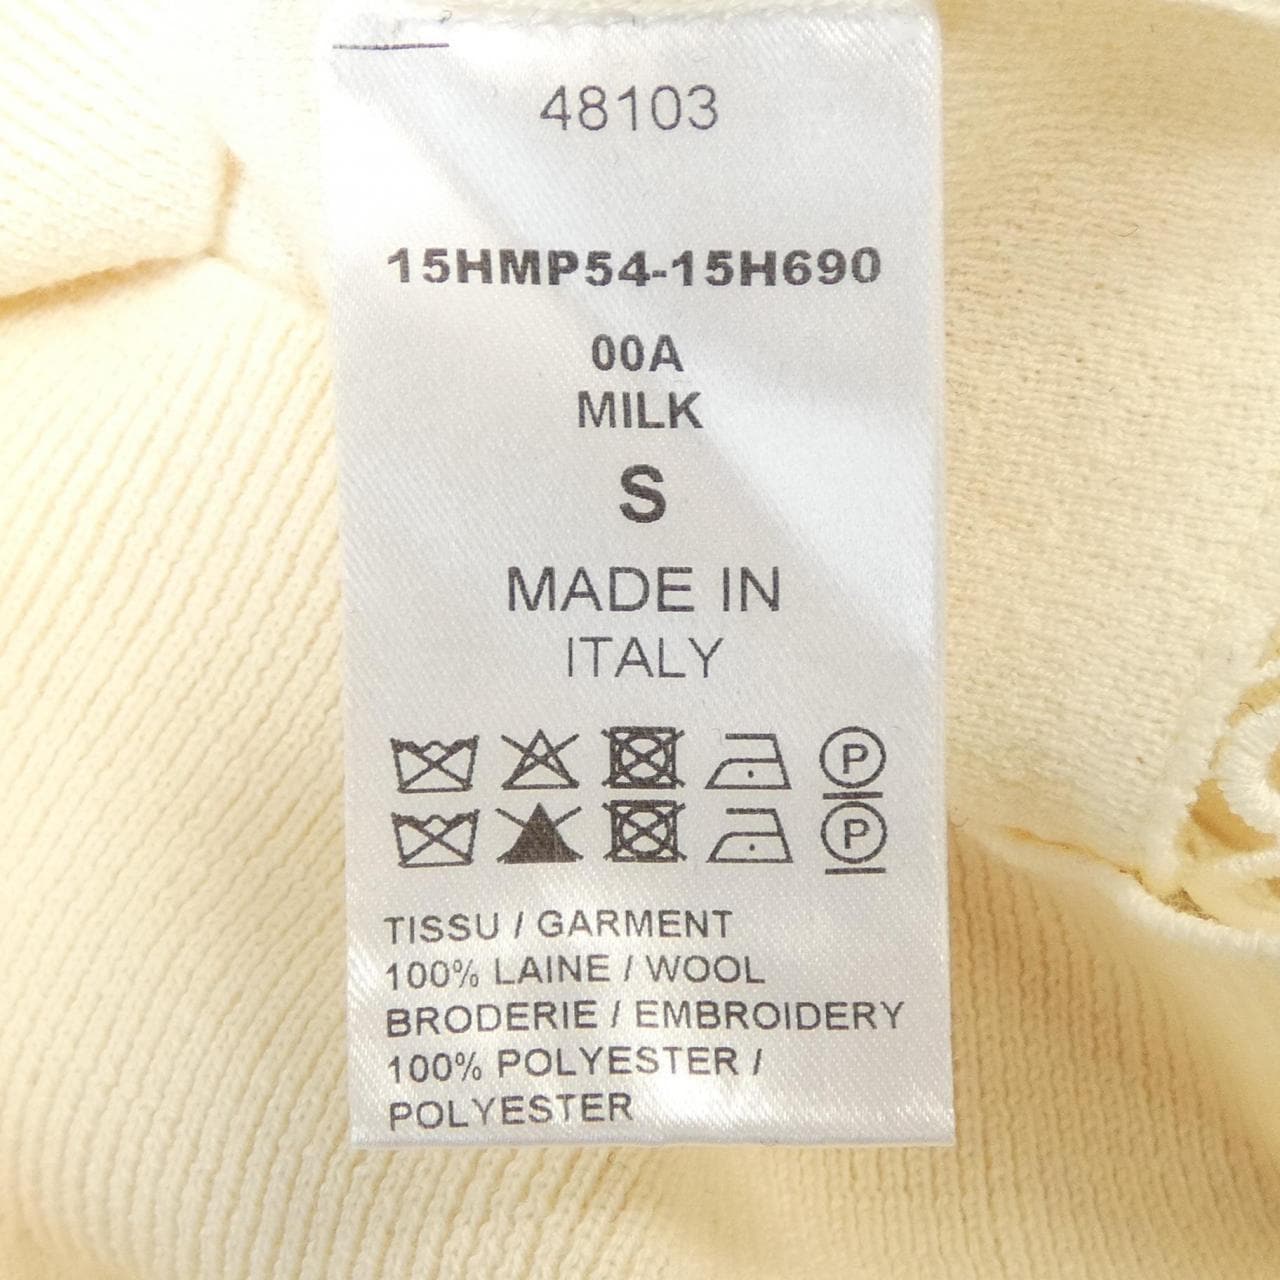 48103
15HMP54-15H690
00A
MILK
S
MADE IN
ITALY
P
P
TISSU / GARMENT
100% LAINE / WOOL
BRODERIE / EMBROIDERY
100% POLYESTER /
POLYESTER